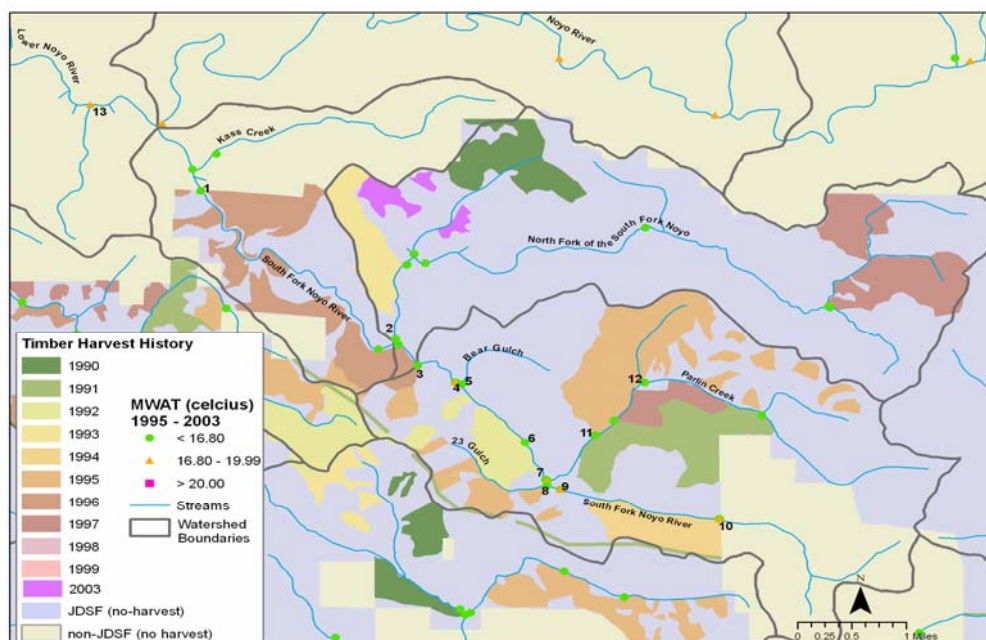 Lower Noyo River
Noyo River
13
Kass Creek
1
North Fork of the South Fork Noyo
South Fork Noyo River
2
3
Bear Gulch
4
5
12
Parlin Creek
6
11
23 Gulch
7
8
9
South Fork Noyo River
10
Timber Harvest History
1990
1991
1992
1993
1994
1995
1996
1997
1998
1999
2003
JDSF (no-harvest)
non-JDSF (no harvest)
MWAT (celcius)
1995 - 2003
< 16.80
16.80 - 19.99
> 20.00
Streams
Watershed
Boundaries
N
0 0.25/0.5 1 Miles